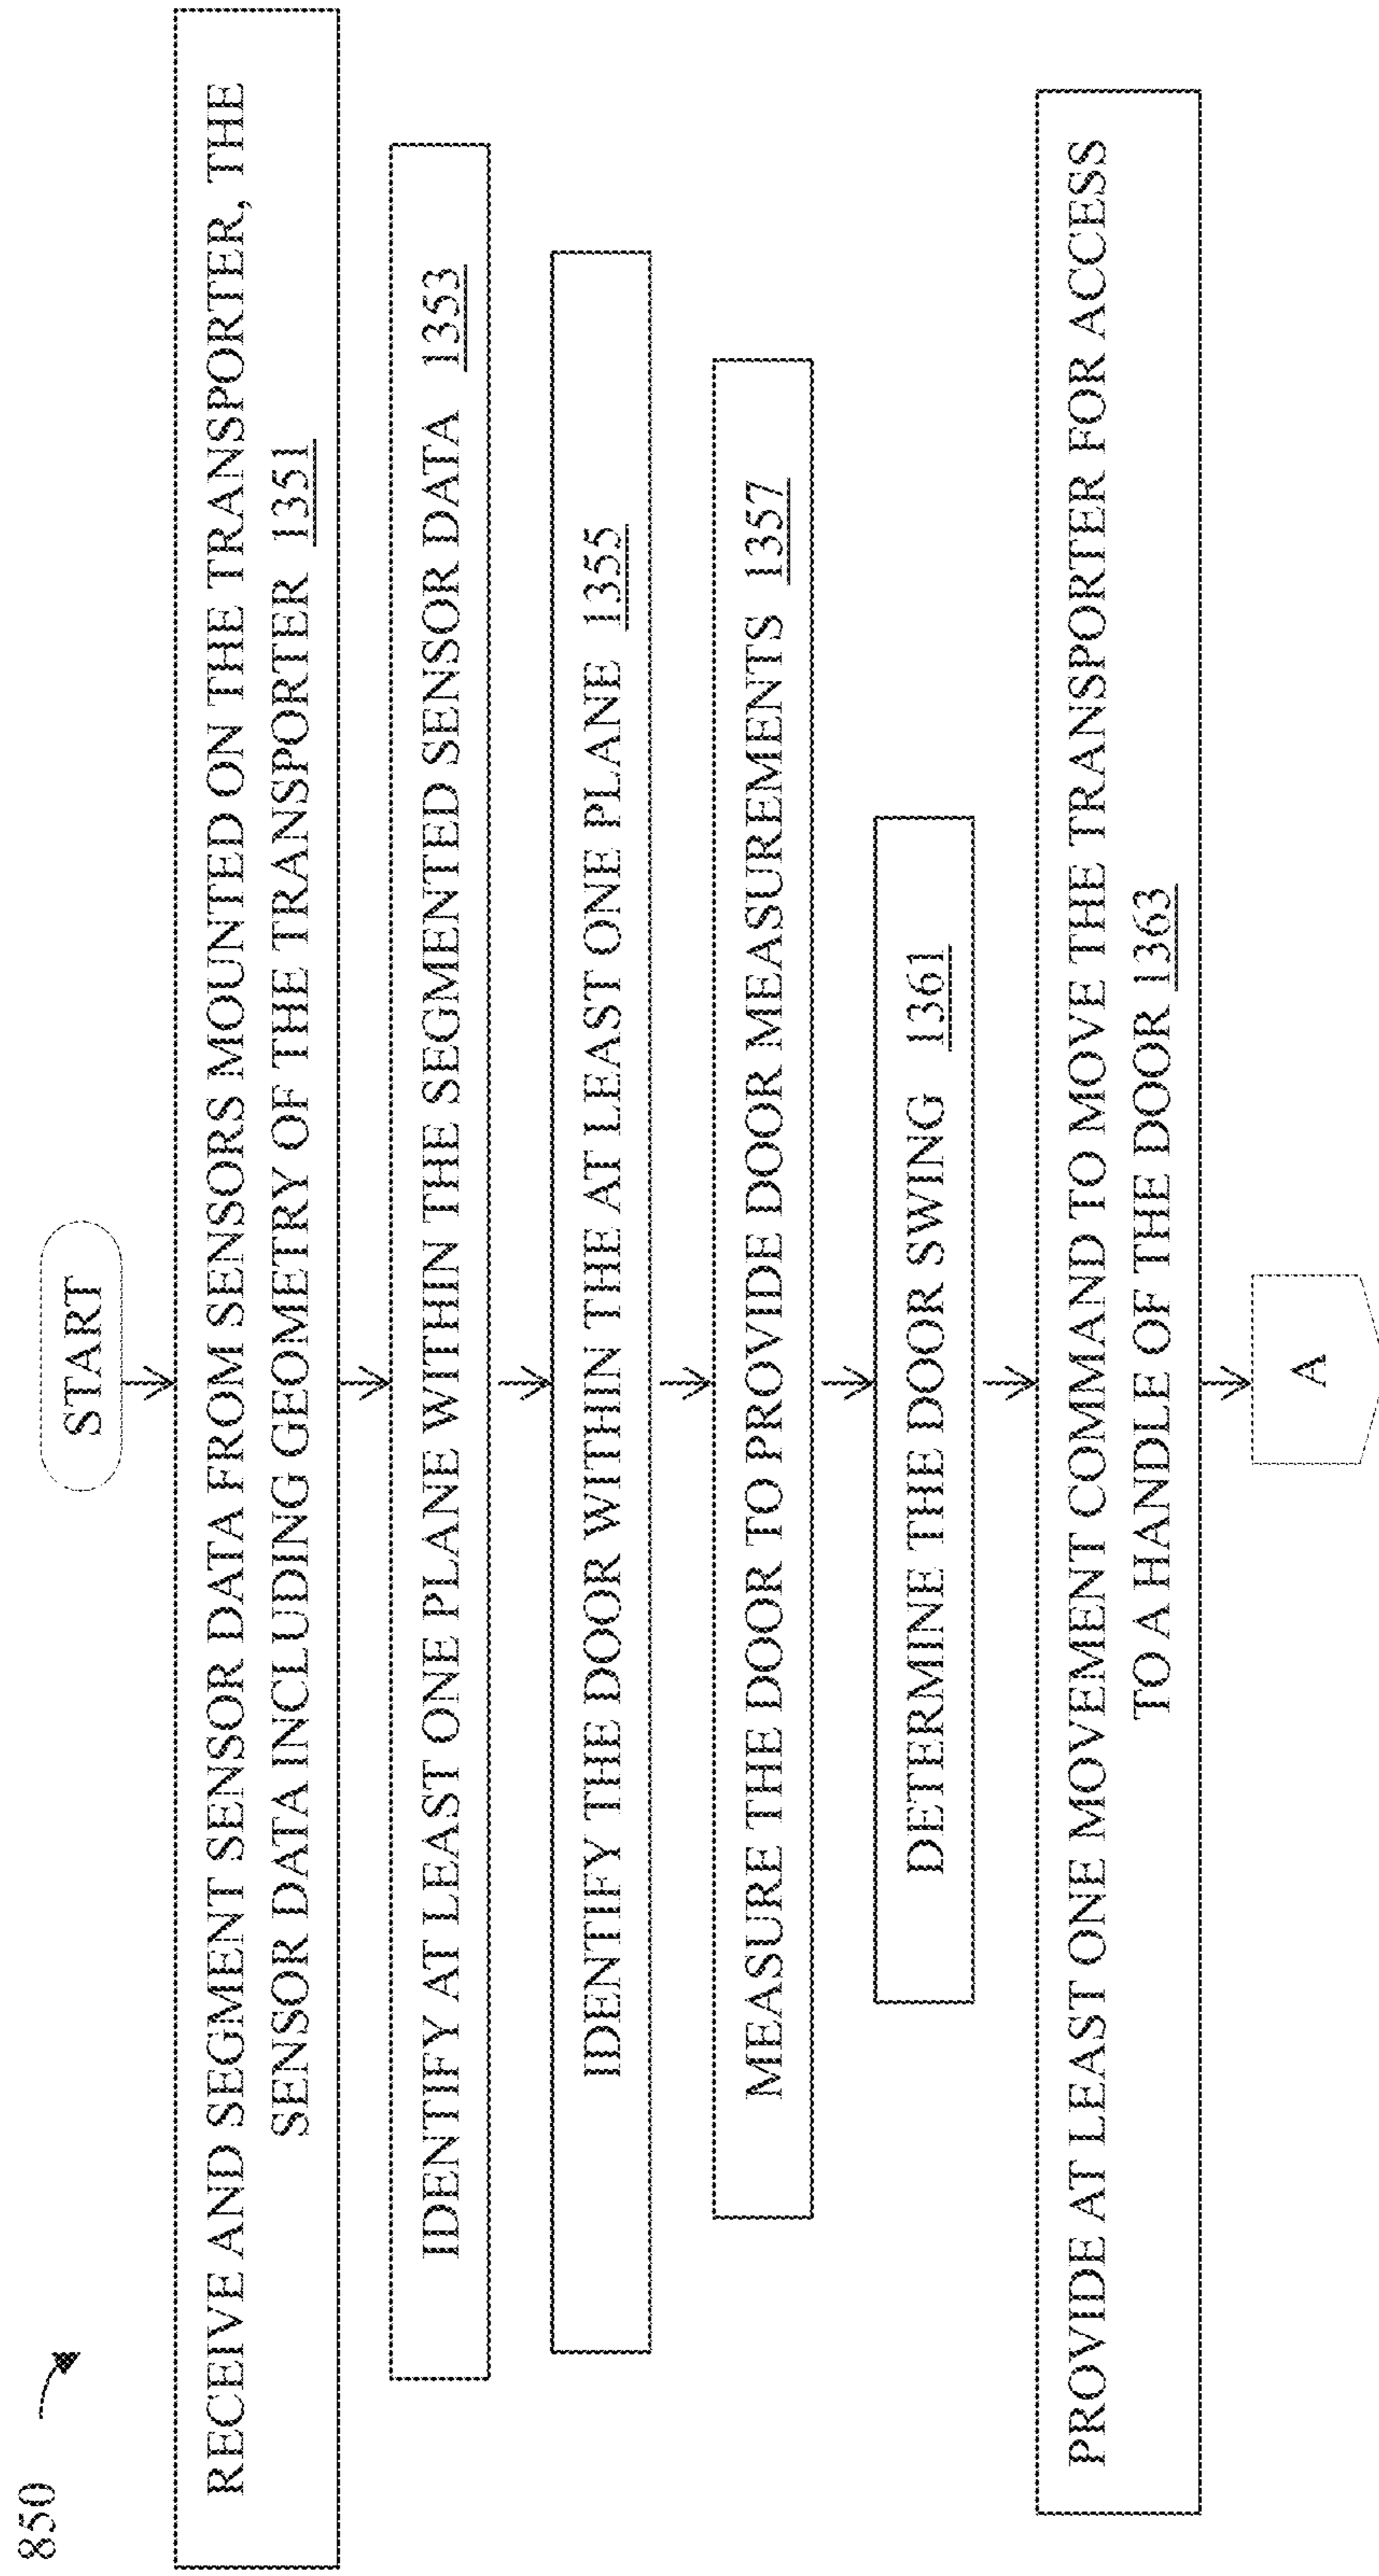 850
START
RECEIVE AND SEGMENT SENSOR DATA FROM SENSORS MOUNTED ON THE TRANSPORTER, THE
SENSOR DATA INCLUDING GEOMETRY OF THE TRANSPORTER 1351
IDENTIFY AT LEAST ONE PLANE WITHIN THE SEGMENTED SENSOR DATA 1353
IDENTIFY THE DOOR WITHIN THE AT LEAST ONE PLANE 1355
MEASURE THE DOOR TO PROVIDE DOOR MEASUREMENTS 1357
DETERMINE THE DOOR SWING 1361
PROVIDE AT LEAST ONE MOVEMENT COMMAND TO MOVE THE TRANSPORTER FOR ACCESS
TO A HANDLE OF THE DOOR 1363
A